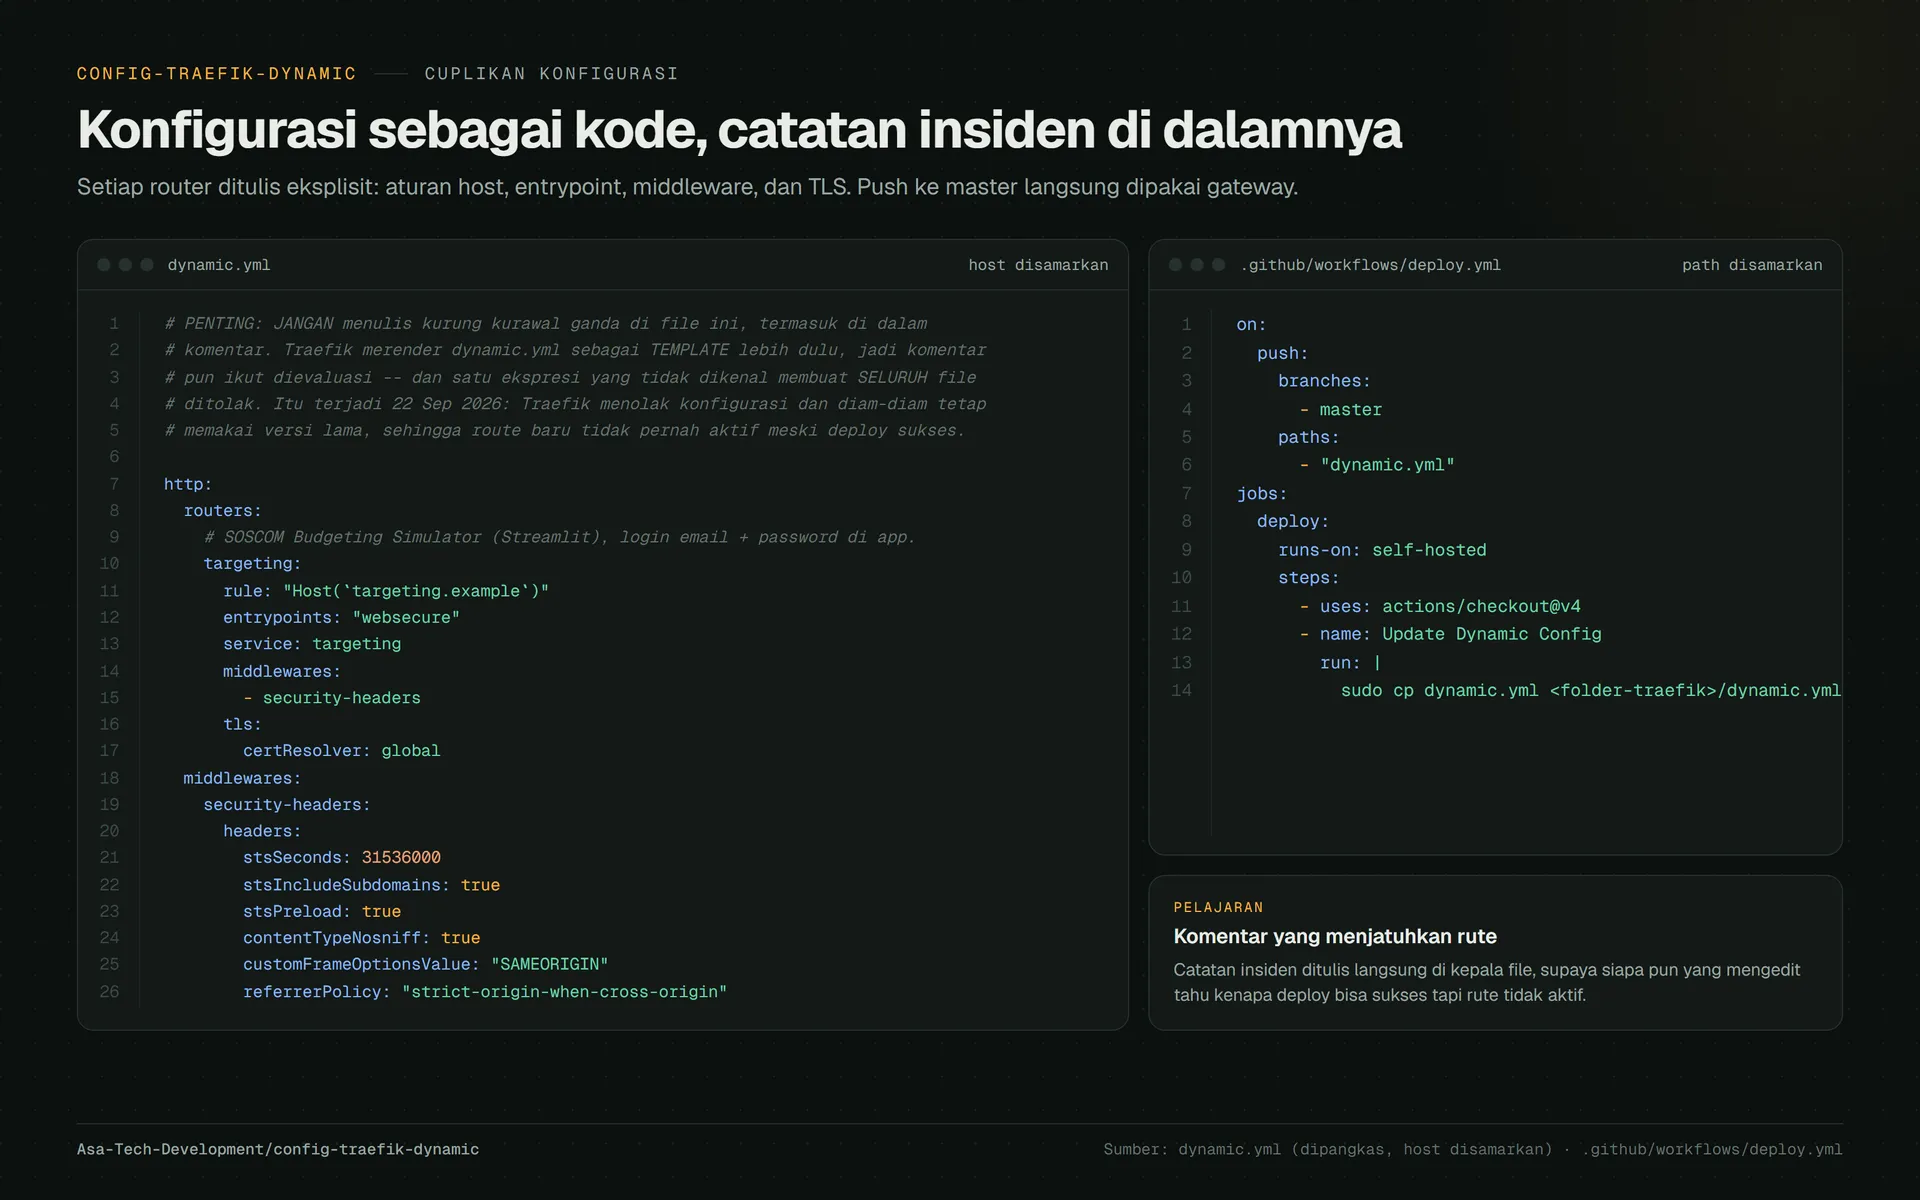 CONFIG-TRAEFIK-DYNAMIC CUPLIKAN KONFIGURASI
Konfigurasi sebagai kode, catatan insiden di dalamnya
Setiap router ditulis eksplisit: aturan host, entrypoint, middleware, dan TLS. Push ke master langsung dipakai gateway.
dynamic.yml host disamarkan
1 # PENTING: JANGAN menulis kurung kurawal ganda di file ini, termasuk di dalam
2 # komentar. Traefik merender dynamic.yml sebagai TEMPLATE lebih dulu, jadi komentar
3 # pun ikut dievaluasi -- dan satu ekspresi yang tidak dikenal membuat SELURUH file
4 # ditolak. Itu terjadi 22 Sep 2026: Traefik menolak konfigurasi dan diam-diam tetap
5 # memakai versi lama, sehingga route baru tidak pernah aktif meski deploy sukses.
6
7 http:
8 routers:
9 # SOSCOM Budgeting Simulator (Streamlit), login email + password di app.
10 targeting:
11 rule: "Host(`targeting.example`)"
12 entrypoints: "websecure"
13 service: targeting
14 middlewares:
15 - security-headers
16 tls:
17 certResolver: global
18 middlewares:
19 security-headers:
20 headers:
21 stsSeconds: 31536000
22 stsIncludeSubdomains: true
23 stsPreload: true
24 contentTypeNosniff: true
25 customFrameOptionsValue: "SAMEORIGIN"
26 referrerPolicy: "strict-origin-when-cross-origin"
.github/workflows/deploy.yml path disamarkan
1 on:
2 push:
3 branches:
4 - master
5 paths:
6 - "dynamic.yml"
7 jobs:
8 deploy:
9 runs-on: self-hosted
10 steps:
11 - uses: actions/checkout@v4
12 - name: Update Dynamic Config
13 run: |
14 sudo cp dynamic.yml <folder-traefik>/dynamic.yml
PELAJARAN
Komentar yang menjatuhkan rute
Catatan insiden ditulis langsung di kepala file, supaya siapa pun yang mengedit
tahu kenapa deploy bisa sukses tapi rute tidak aktif.
Asa-Tech-Development/config-traefik-dynamic
Sumber: dynamic.yml (dipangkas, host disamarkan) · .github/workflows/deploy.yml